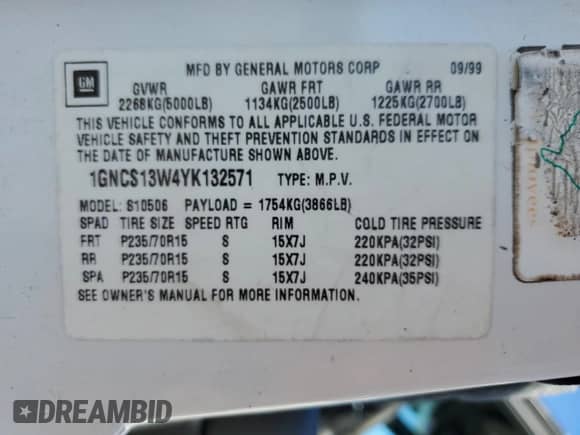 GM
MFD BY GENERAL MOTORS CORP 09/99
GVWR GAWR FRT GAWR RR
2268KG(5000LB) 1134KG(2500LB) 1225KG(2700LB)
THIS VEHICLE CONFORMS TO ALL APPLICABLE U.S. FEDERAL MOTOR
VEHICLE SAFETY AND THEFT PREVENTION STANDARDS IN EFFECT ON
THE DATE OF MANUFACTURE SHOWN ABOVE.
1GNCS13W4YK132571 TYPE: M.P.V.
MODEL: S10506 PAYLOAD = 1754KG(3866LB)
SPAD TIRE SIZE SPEED RTG RIM COLD TIRE PRESSURE
FRT P235/70R15 S 15X7J 220KPA(32PSI)
RR P235/70R15 S 15X7J 220KPA(32PSI)
SPA P235/70R15 S 15X7J 240KPA(35PSI)
SEE OWNER'S MANUAL FOR MORE INFORMATION.
DREAMBID